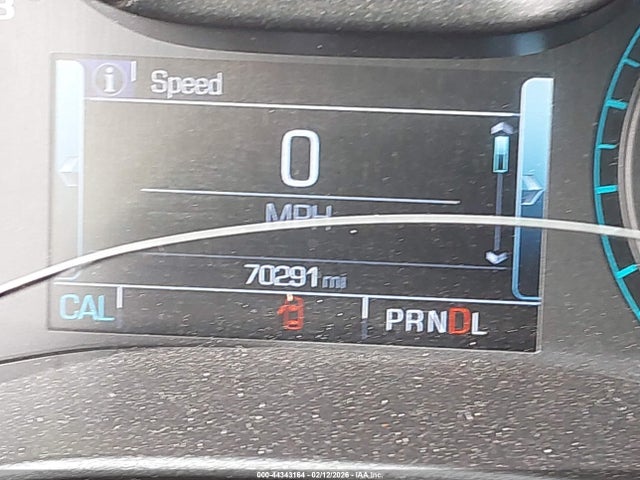 Speed
0
MPH
70291 mi
CAL
PRNDL
000-44343164 - 02/12/2026 - IAA, Inc.